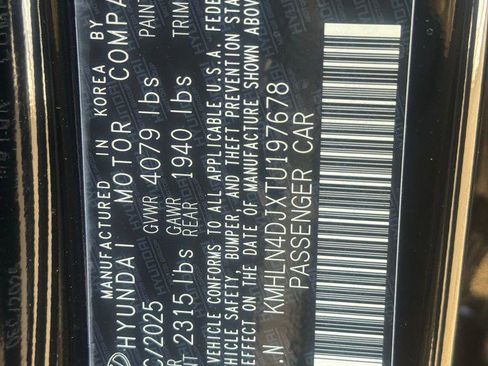 MANUFACTURED IN KOREA BY
HYUNDAI MOTOR COMPA
C/2025 GVWR 4079 lbs PAINT
2315 lbs GAWR REAR 1940 lbs TRIM
VEHICLE CONFORMS TO ALL APPLICABLE U.S.A. FEDE
VEHICLE SAFETY, BUMPER, AND THEFT PREVENTION STA
EFFECT ON THE DATE OF MANUFACTURE SHOWN ABOVE
.N KMHLN4DJXTU197678
PASSENGER CAR